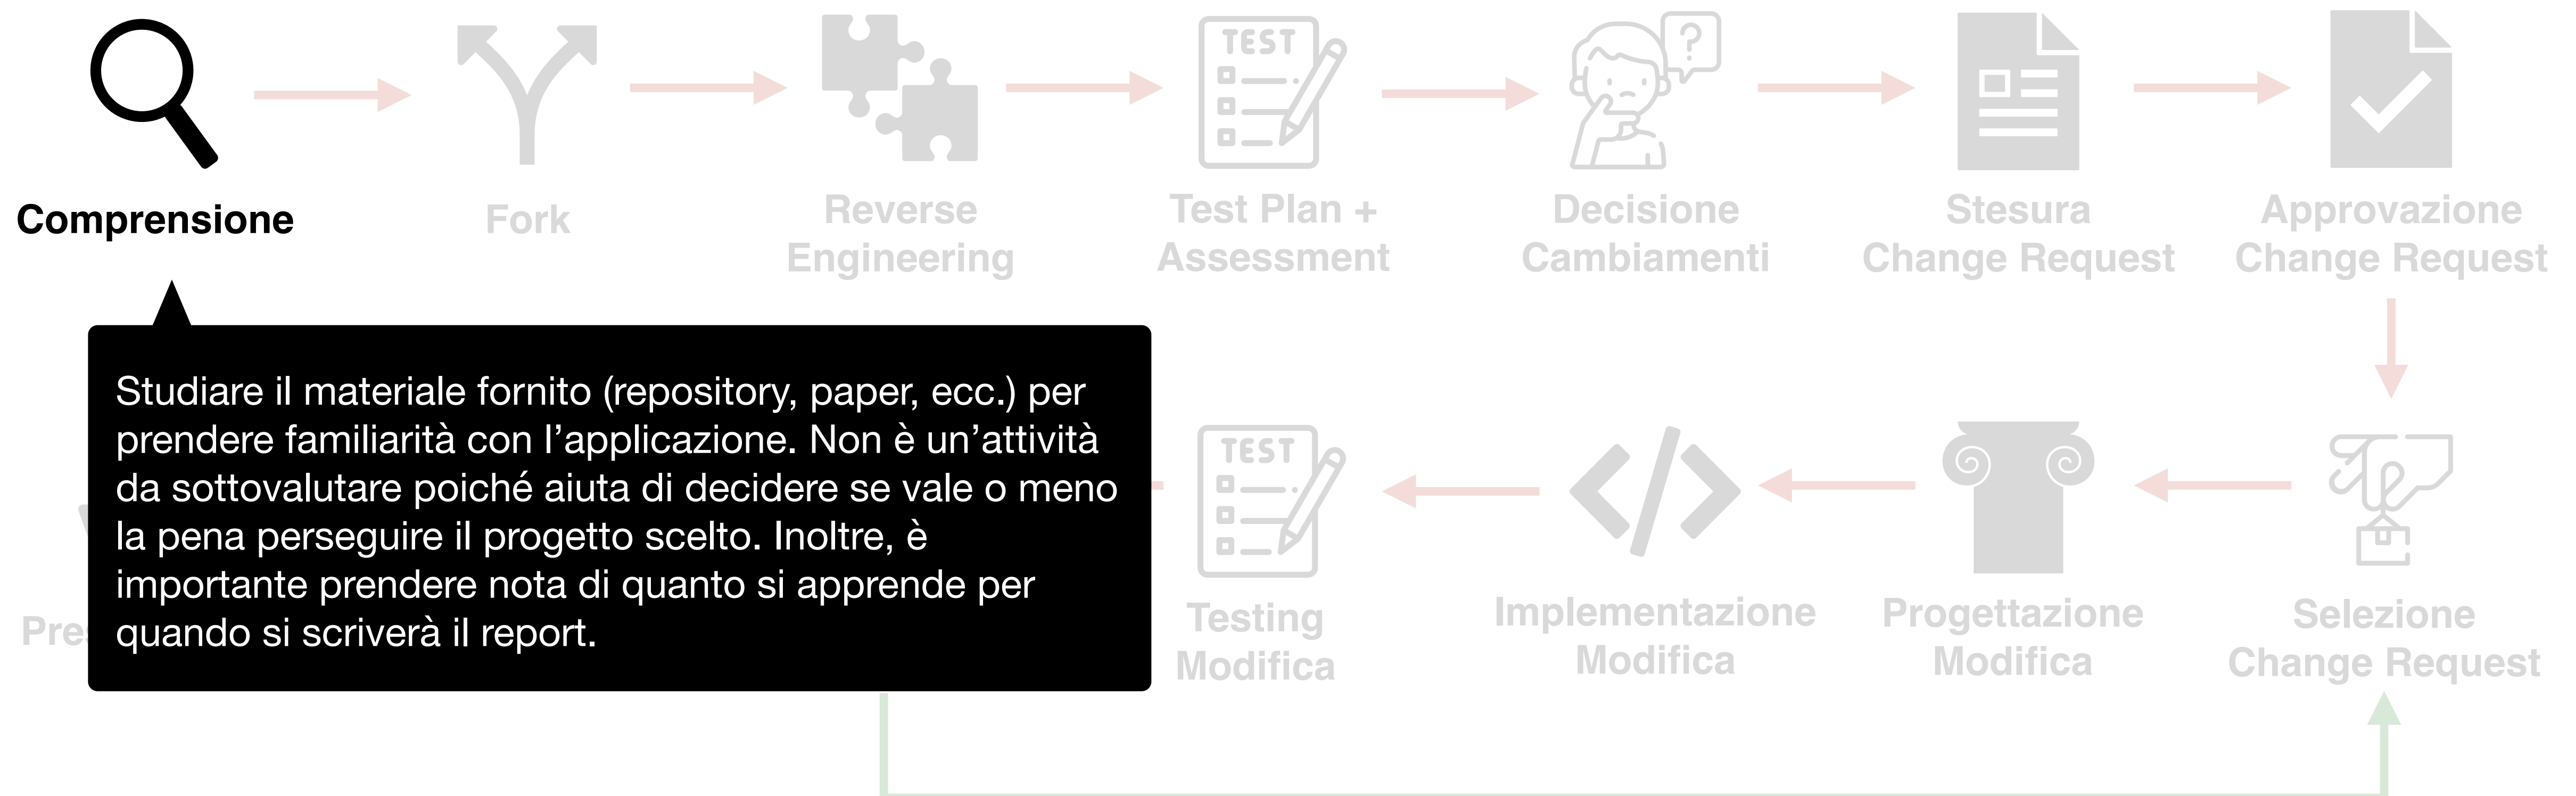 TEST
?
Comprensione
Fork
Reverse
Engineering
Test Plan +
Assessment
Decisione
Cambiamenti
Stesura
Change Request
Approvazione
Change Request
Studiare il materiale fornito (repository, paper, ecc.) per
prendere familiarità con l’applicazione. Non è un’attività
da sottovalutare poiché aiuta di decidere se vale o meno
la pena perseguire il progetto scelto. Inoltre, è
importante prendere nota di quanto si apprende per
quando si scriverà il report.
TEST
Testing
Modifica
Implementazione
Modifica
Progettazione
Modifica
Selezione
Change Request